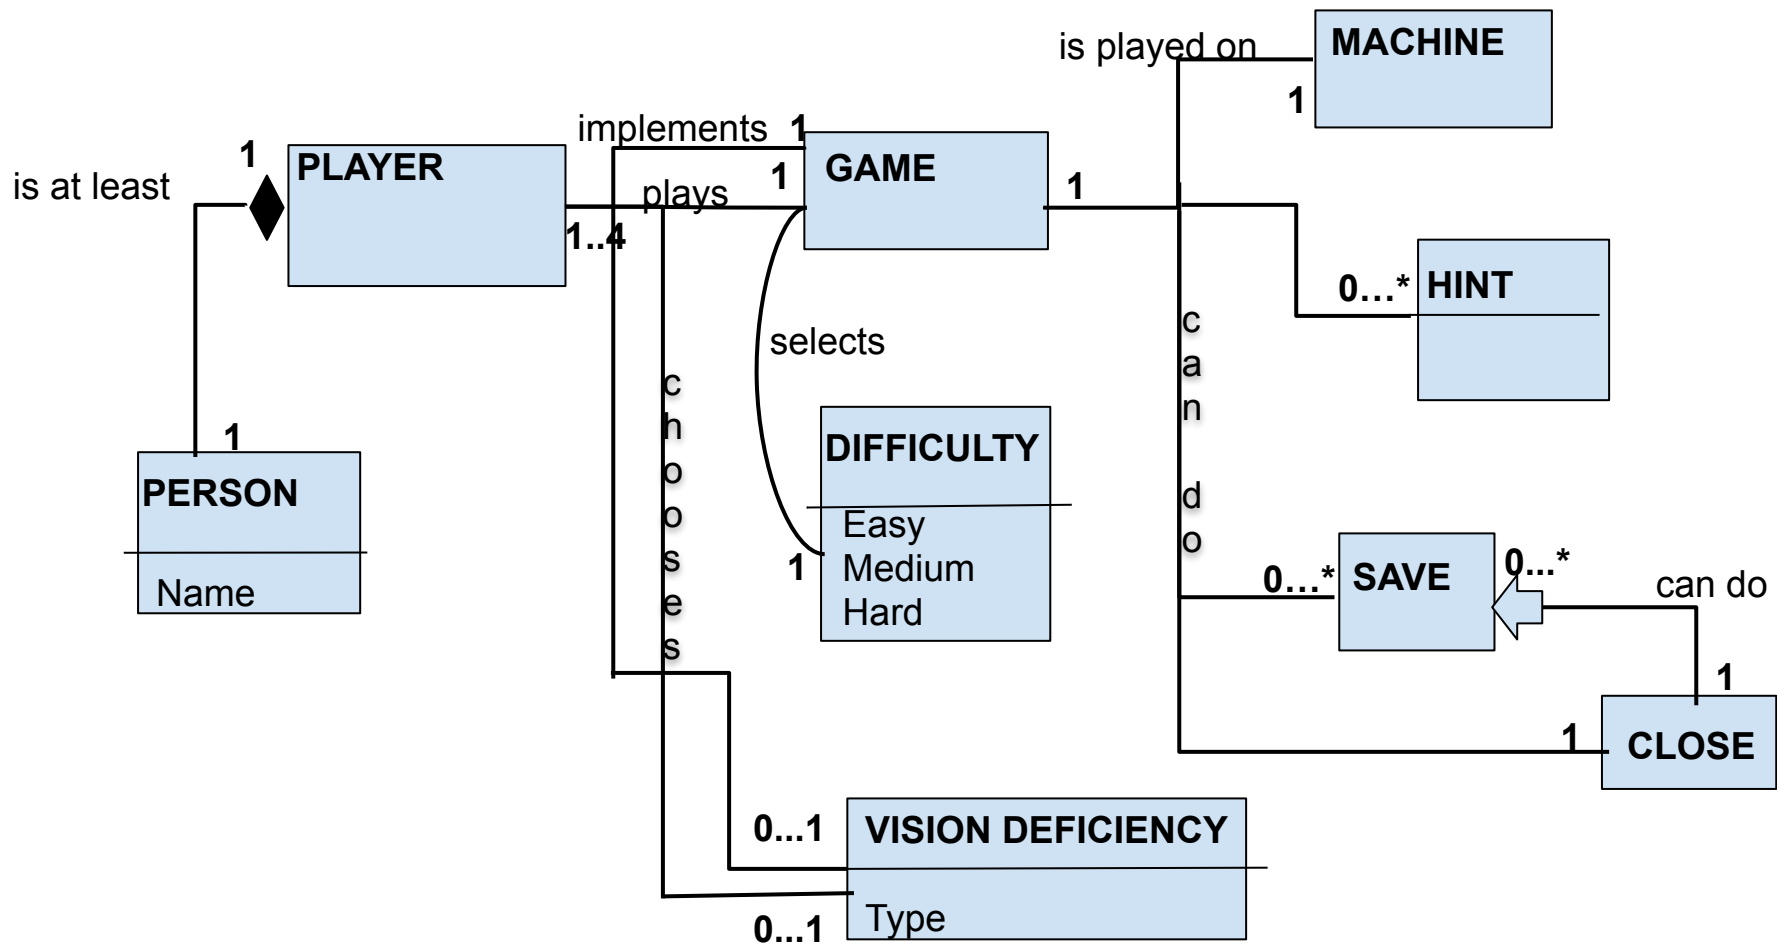 is played on
MACHINE
1
implements
1
1
PLAYER
GAME
is at least
plays
1
1
1..4
HINT
0…*
c
a
n
d
o
selects
c
h
o
o
s
e
s
1
PERSON
Name
DIFFICULTY
Easy
Medium
Hard
1
0…*
SAVE
0...*
can do
1
1
CLOSE
0...1
VISION DEFICIENCY
Type
0...1